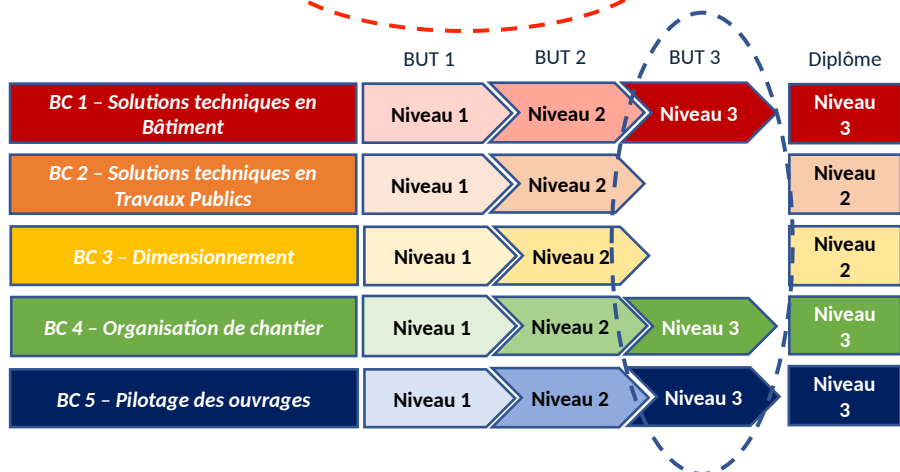 BUT 1 BUT 2 BUT 3 Diplôme
BC 1 – Solutions techniques en
Bâtiment
Niveau 1 Niveau 2 Niveau 3 Niveau
3
BC 2 – Solutions techniques en
Travaux Publics
Niveau 1 Niveau 2 Niveau
2
BC 3 – Dimensionnement
Niveau 1 Niveau 2 Niveau
2
BC 4 – Organisation de chantier
Niveau 1 Niveau 2 Niveau 3 Niveau
3
BC 5 – Pilotage des ouvrages
Niveau 1 Niveau 2 Niveau 3 Niveau
3